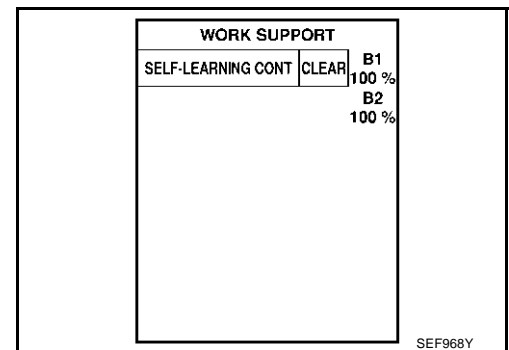 WORK SUPPORT
SELF-LEARNING CONT CLEAR B1
100 %
B2
100 %
SEF968Y